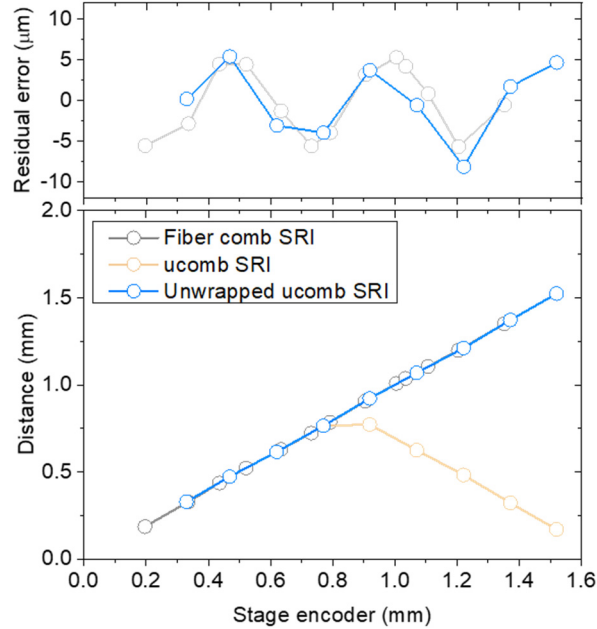 Residual error (μm)
10
5
0
-5
-10
Distance (mm)
2.0
1.5
1.0
0.5
0.0
Fiber comb SRI
ucomb SRI
Unwrapped ucomb SRI
0.0 0.2 0.4 0.6 0.8 1.0 1.2 1.4 1.6
Stage encoder (mm)